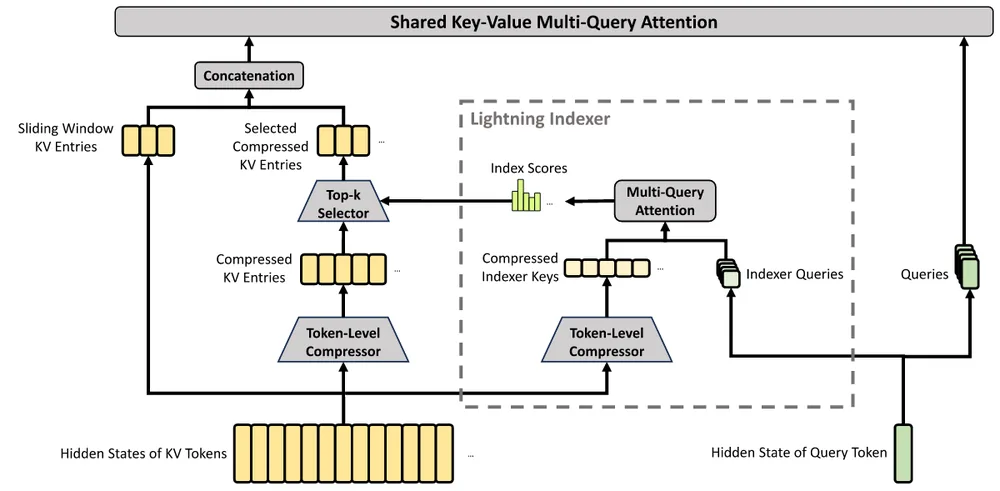 Shared Key-Value Multi-Query Attention
Concatenation
Sliding Window
KV Entries
Selected
Compressed
KV Entries
...
Lightning Indexer
Index Scores
...
Top-k
Selector
Multi-Query
Attention
Compressed
KV Entries
...
Compressed
Indexer Keys
...
Indexer Queries
Queries
Token-Level
Compressor
Token-Level
Compressor
Hidden States of KV Tokens
...
Hidden State of Query Token